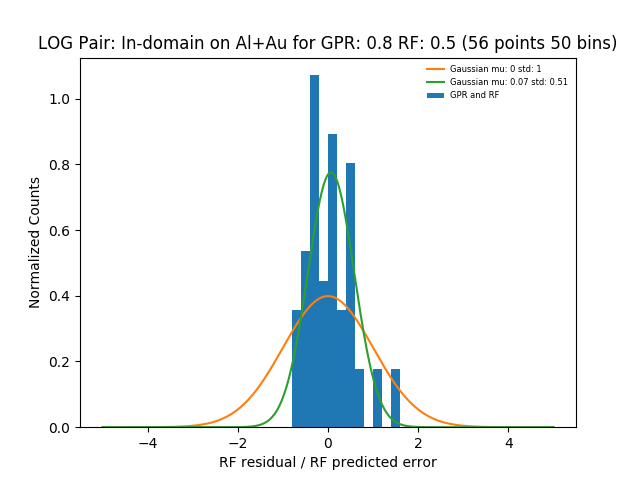 LOG Pair: In-domain on Al+Au for GPR: 0.8 RF: 0.5 (56 points 50 bins)
Gaussian mu: 0 std: 1
Gaussian mu: 0.07 std: 0.51
GPR and RF
Normalized Counts
1.0
0.8
0.6
0.4
0.2
0.0
−4
−2
0
2
4
RF residual / RF predicted error